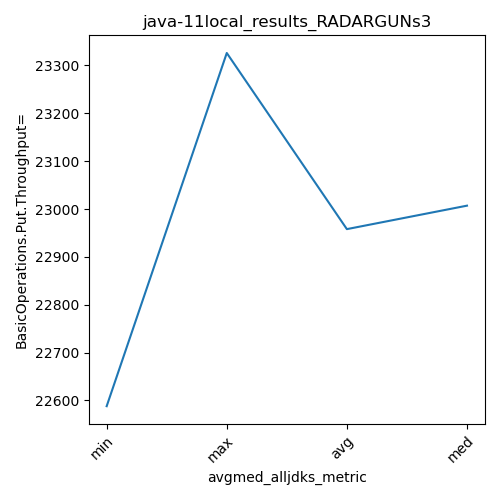 java-11local_results_RADARGUNs3
BasicOperations.Put.Throughput=
23300
23200
23100
23000
22900
22800
22700
22600
min
max
avg
med
avgmed_alljdks_metric